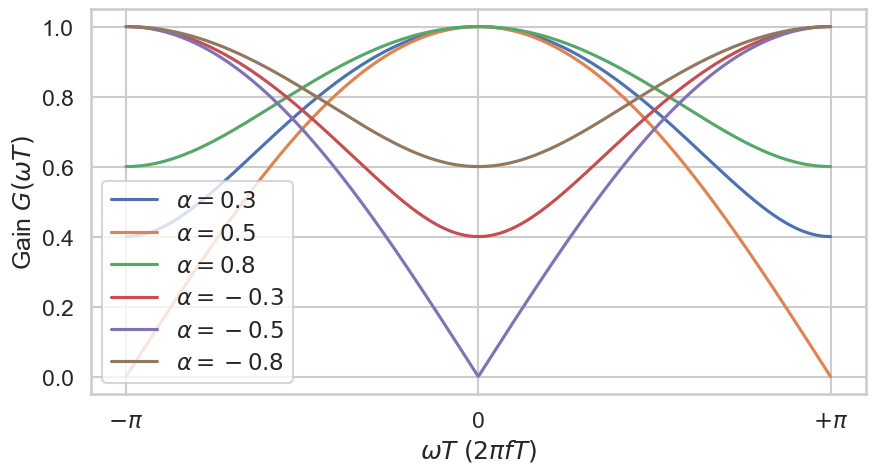 1.0
0.8
0.6
0.4
0.2
0.0
Gain G(ωT)
α = 0.3
α = 0.5
α = 0.8
α = −0.3
α = −0.5
α = −0.8
−π 0 +π
ωT (2πfT)